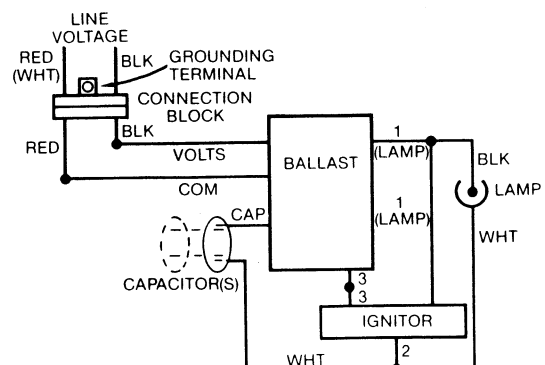 LINE
VOLTAGE
RED
(WHT)
BLK
GROUNDING
TERMINAL
CONNECTION
BLOCK
RED
BLK
VOLTS
COM
CAP
CAPACITOR(S)
BALLAST
1
(LAMP)
1
(LAMP)
BLK
LAMP
WHT
3
3
IGNITOR
2
WHT